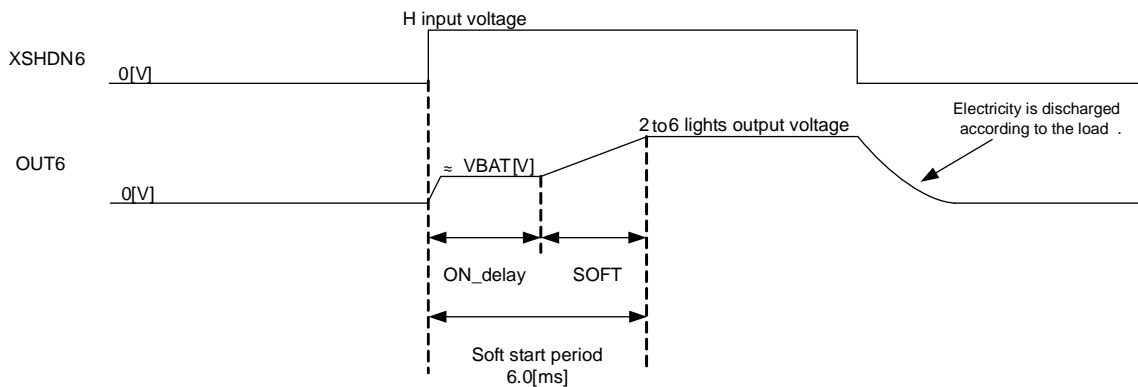 H input voltage
XSHDN6
0[V]
Electricity is discharged
according to the load .
2 to 6 lights output voltage
OUT6
≈ VBAT[V]
0[V]
ON_delay
SOFT
Soft start period
6.0[ms]